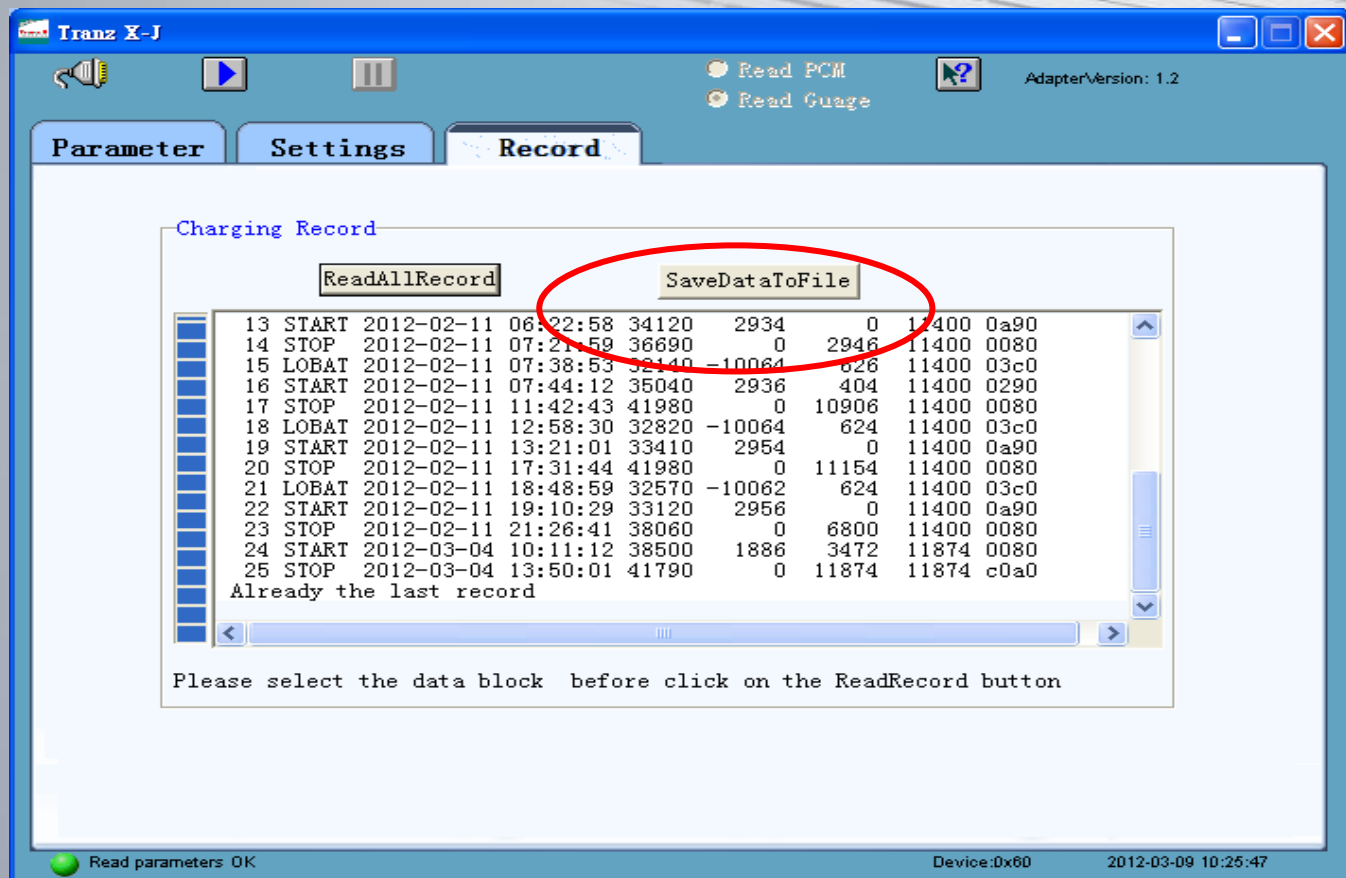 Tranz X-J
Read PCM
Read Guage
AdapterVersion: 1.2
Parameter Settings Record
Charging Record
ReadAllRecord SaveDataToFile
13 START 2012-02-11 06:22:58 34120 2934 0 11400 0a90
14 STOP 2012-02-11 07:21:59 36690 0 2946 11400 0080
15 LOBAT 2012-02-11 07:38:53 32140 -10064 626 11400 03c0
16 START 2012-02-11 07:44:12 35040 2936 404 11400 0290
17 STOP 2012-02-11 11:42:43 41980 0 10906 11400 0080
18 LOBAT 2012-02-11 12:58:30 32820 -10064 624 11400 03c0
19 START 2012-02-11 13:21:01 33410 2954 0 11400 0a90
20 STOP 2012-02-11 17:31:44 41980 0 11154 11400 0080
21 LOBAT 2012-02-11 18:48:59 32570 -10062 624 11400 03c0
22 START 2012-02-11 19:10:29 33120 2956 0 11400 0a90
23 STOP 2012-02-11 21:26:41 38060 0 6800 11400 0080
24 START 2012-03-04 10:11:12 38500 1886 3472 11874 0080
25 STOP 2012-03-04 13:50:01 41790 0 11874 11874 c0a0
Already the last record
Please select the data block before click on the ReadRecord button
Read parameters OK Device:0x60 2012-03-09 10:25:47